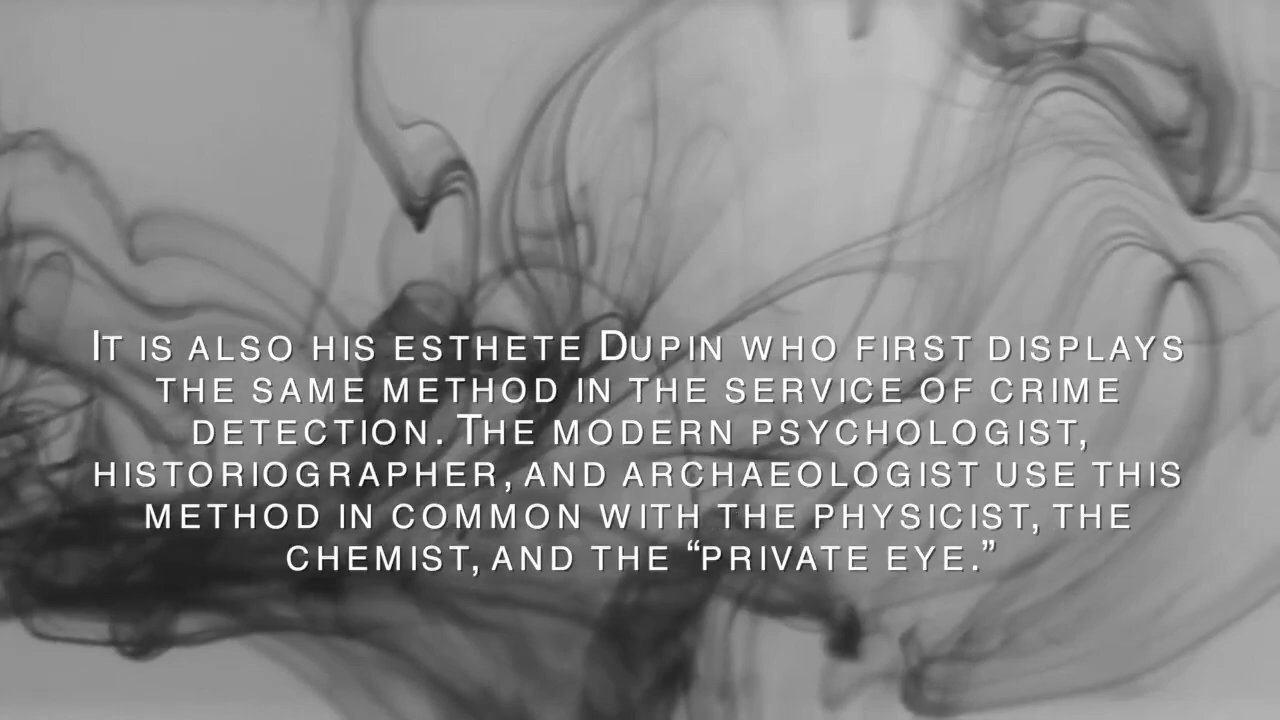 It is also his esthete Dupin who first displays
the same method in the service of crime
detection. The modern psychologist,
historiographer, and archaeologist use this
method in common with the physicist, the
chemist, and the “private eye.”